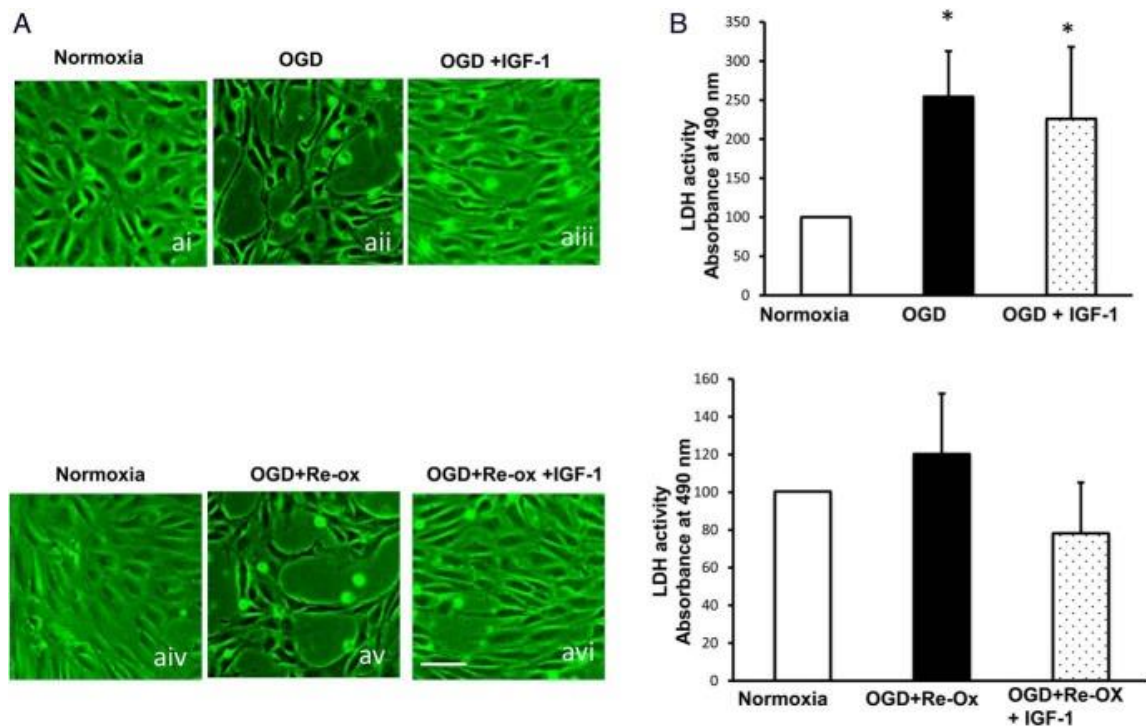 A
Normoxia
OGD
OGD +IGF-1
ai
aii
aiii
Normoxia
OGD+Re-ox
OGD+Re-ox +IGF-1
aiv
av
avi
B
LDH activity
Absorbance at 490 nm
350
300
250
200
150
100
50
0
*
*
Normoxia
OGD
OGD + IGF-1
LDH activity
Absorbance at 490 nm
160
140
120
100
80
60
40
20
0
Normoxia
OGD+Re-Ox
OGD+Re-OX
+ IGF-1